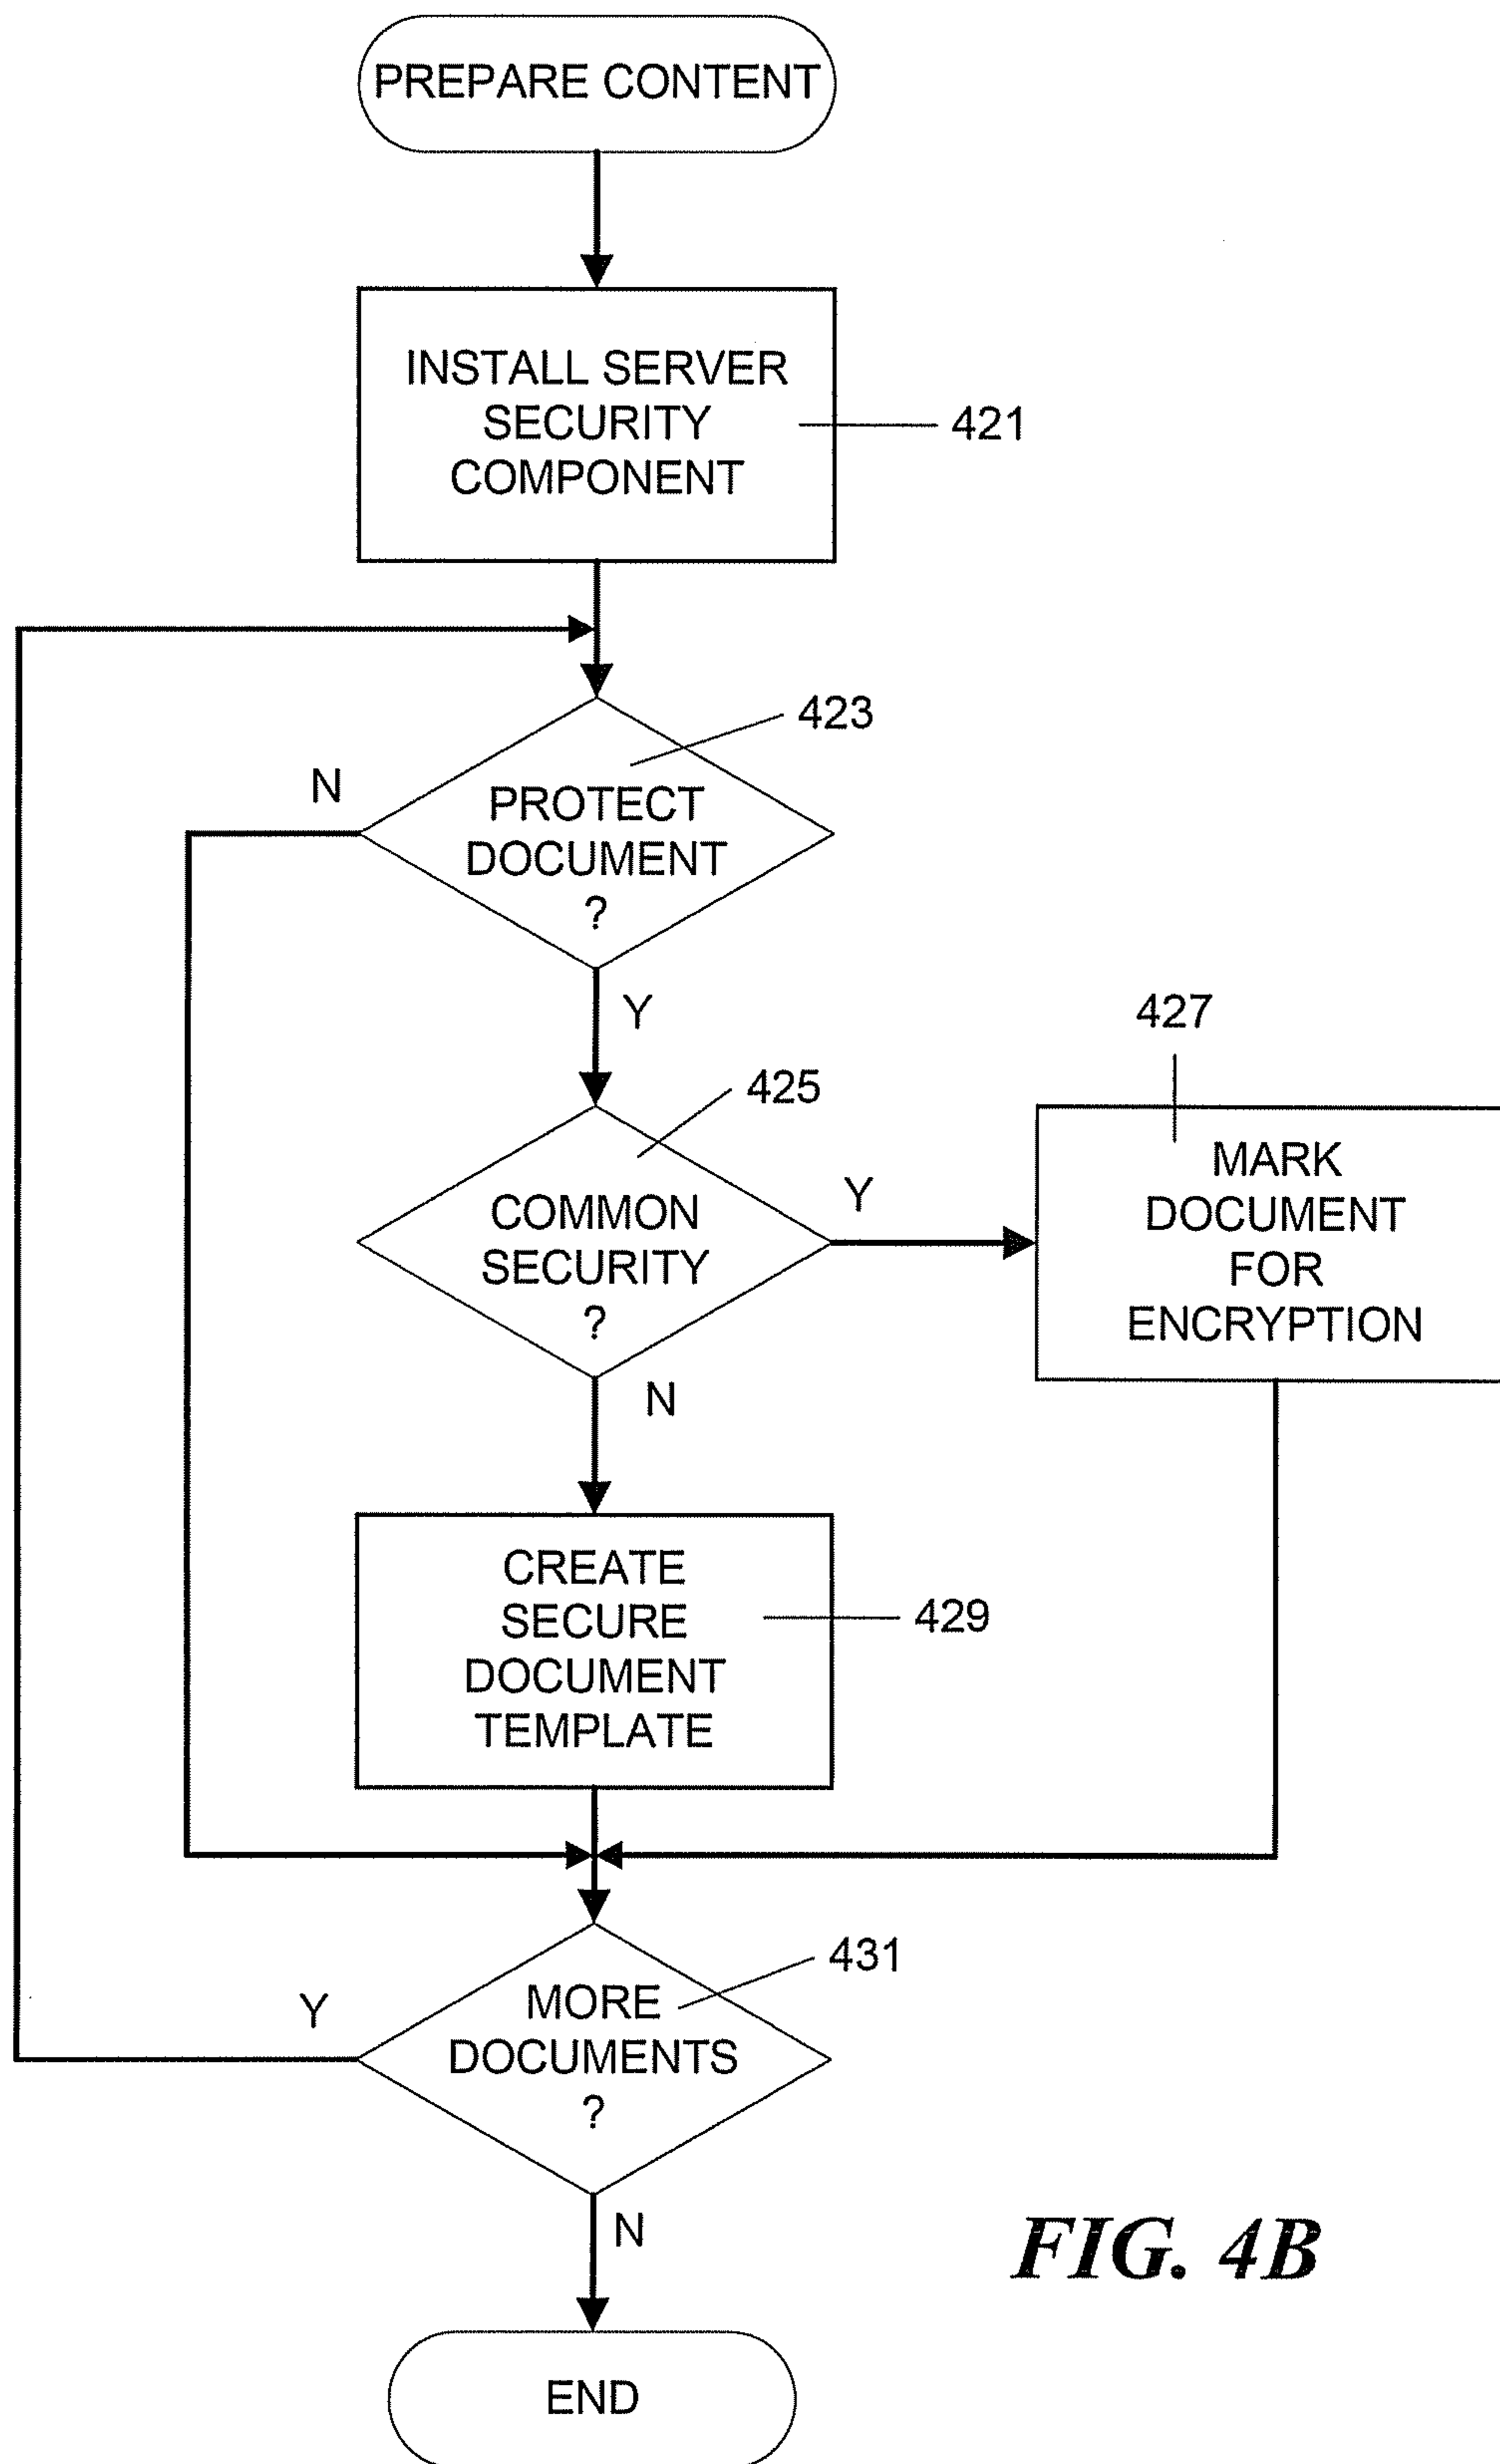 PREPARE CONTENT
INSTALL SERVER
SECURITY
COMPONENT
421
423
N
PROTECT
DOCUMENT
?
Y
427
425
MARK
DOCUMENT
FOR
ENCRYPTION
Y
COMMON
SECURITY
?
N
CREATE
SECURE
DOCUMENT
TEMPLATE
429
431
Y
MORE
DOCUMENTS
?
N
FIG. 4B
END